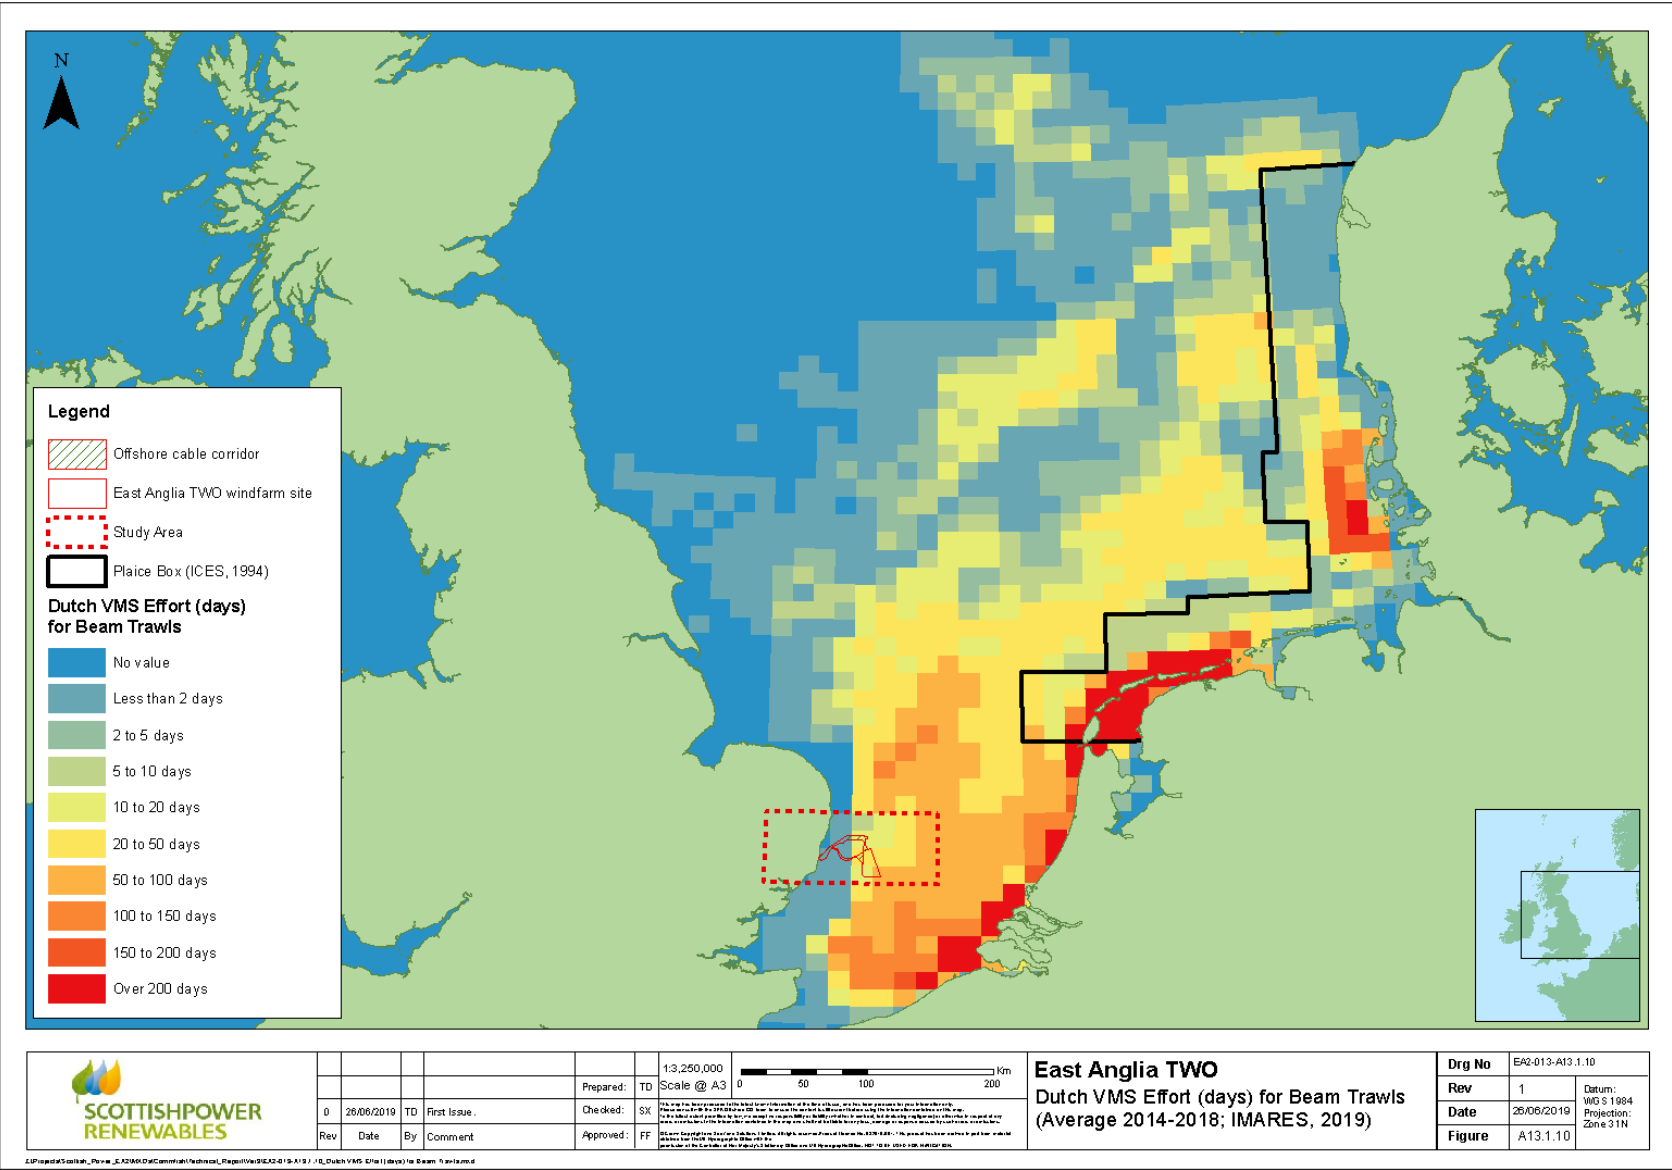 N
Legend
Offshore cable corridor
East Anglia TWO windfarm site
Study Area
Plaice Box (ICES, 1994)
Dutch VMS Effort (days)
for Beam Trawls
No value
Less than 2 days
2 to 5 days
5 to 10 days
10 to 20 days
20 to 50 days
50 to 100 days
100 to 150 days
150 to 200 days
Over 200 days
SCOTTISHPOWER
RENEWABLES
0 26/06/2019 TD First Issue.
Rev Date By Comment
Prepared: TD
Checked: SX
Approved: FF
1:3,250,000
Scale @ A3
0 50 100 200 Km
East Anglia TWO
Dutch VMS Effort (days) for Beam Trawls
(Average 2014-2018; IMARES, 2019)
Drg No EA2-013-A13.1.10
Rev 1
Date 26/06/2019
Figure A13.1.10
Datum:
WGS 1984
Projection:
Zone 31N